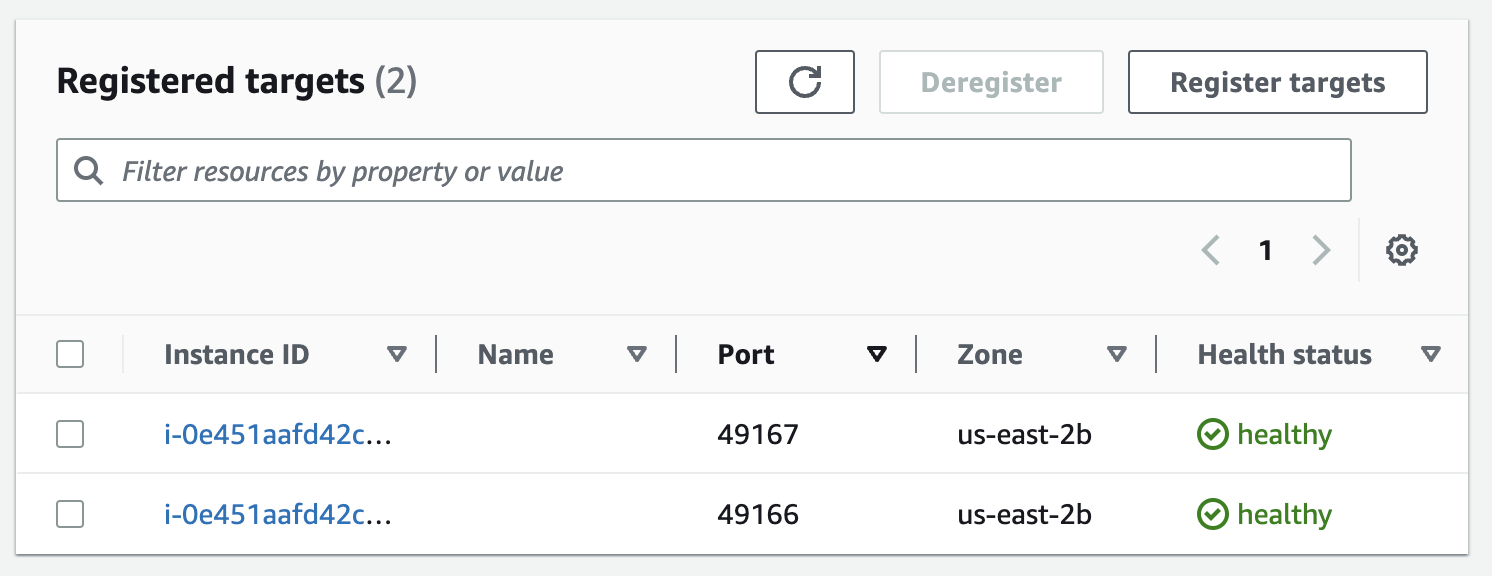 Registered targets (2)
Deregister
Register targets
Filter resources by property or value
1
Instance ID Name Port Zone Health status
i-0e451aafd42c... 49167 us-east-2b healthy
i-0e451aafd42c... 49166 us-east-2b healthy